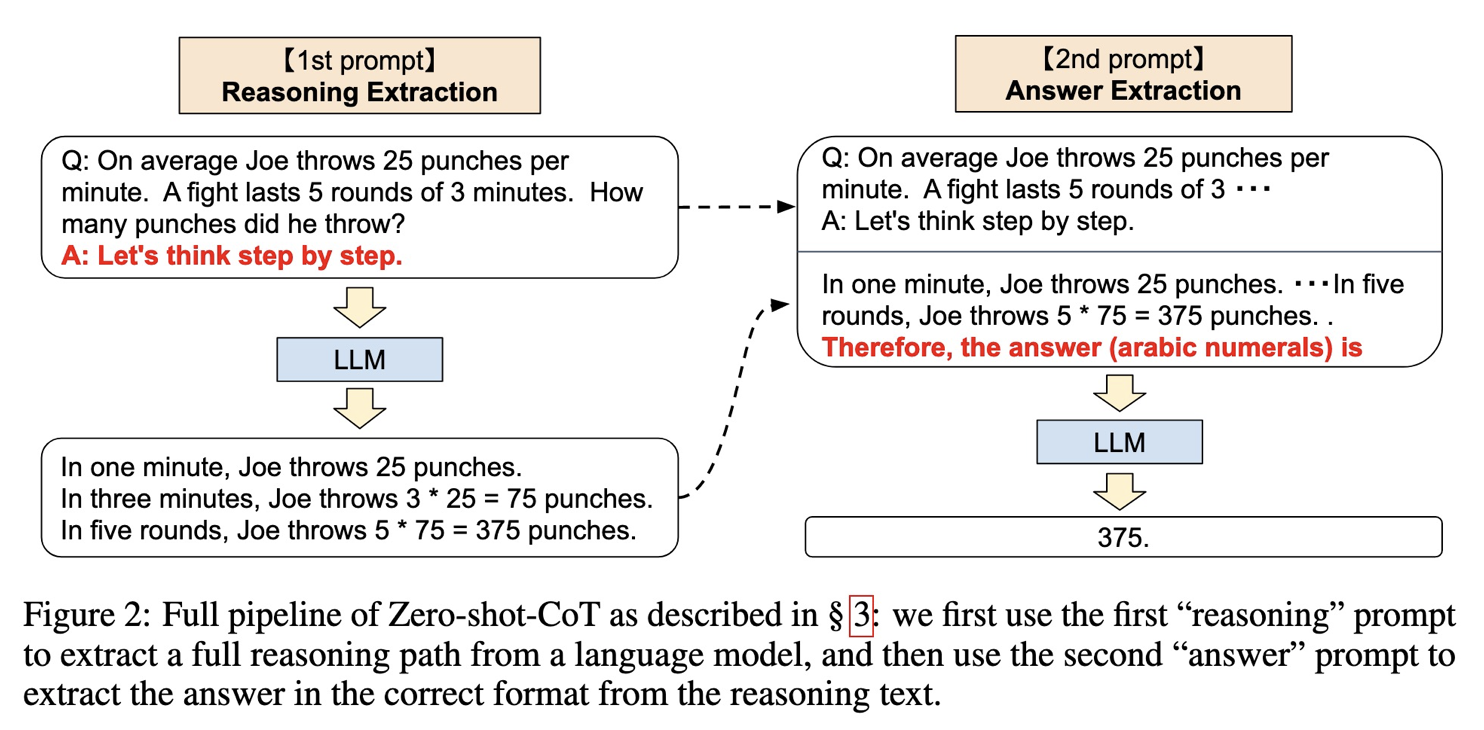 【1st prompt】
Reasoning Extraction
Q: On average Joe throws 25 punches per
minute. A fight lasts 5 rounds of 3 minutes. How
many punches did he throw?
A: Let's think step by step.
LLM
In one minute, Joe throws 25 punches.
In three minutes, Joe throws 3 * 25 = 75 punches.
In five rounds, Joe throws 5 * 75 = 375 punches.
【2nd prompt】
Answer Extraction
Q: On average Joe throws 25 punches per
minute. A fight lasts 5 rounds of 3 ･･･
A: Let's think step by step.
In one minute, Joe throws 25 punches. ･･･In five
rounds, Joe throws 5 * 75 = 375 punches. .
Therefore, the answer (arabic numerals) is
LLM
375.
Figure 2: Full pipeline of Zero-shot-CoT as described in § 3: we first use the first “reasoning” prompt
to extract a full reasoning path from a language model, and then use the second “answer” prompt to
extract the answer in the correct format from the reasoning text.